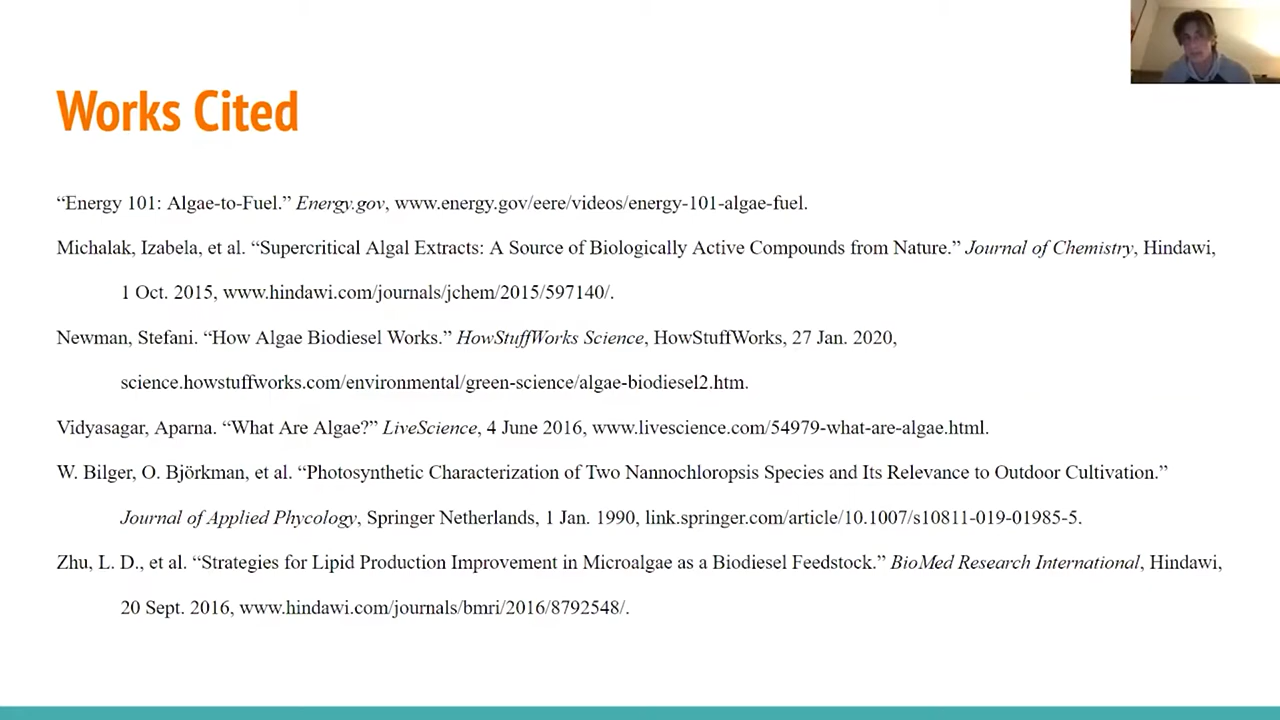 Works Cited
“Energy 101: Algae-to-Fuel.” Energy.gov, www.energy.gov/eere/videos/energy-101-algae-fuel.
Michalak, Izabela, et al. “Supercritical Algal Extracts: A Source of Biologically Active Compounds from Nature.” Journal of Chemistry, Hindawi,
1 Oct. 2015, www.hindawi.com/journals/jchem/2015/597140/.
Newman, Stefani. “How Algae Biodiesel Works.” HowStuffWorks Science, HowStuffWorks, 27 Jan. 2020,
science.howstuffworks.com/environmental/green-science/algae-biodiesel2.htm.
Vidyasagar, Aparna. “What Are Algae?” LiveScience, 4 June 2016, www.livescience.com/54979-what-are-algae.html.
W. Bilger, O. Björkman, et al. “Photosynthetic Characterization of Two Nannochloropsis Species and Its Relevance to Outdoor Cultivation.”
Journal of Applied Phycology, Springer Netherlands, 1 Jan. 1990, link.springer.com/article/10.1007/s10811-019-01985-5.
Zhu, L. D., et al. “Strategies for Lipid Production Improvement in Microalgae as a Biodiesel Feedstock.” BioMed Research International, Hindawi,
20 Sept. 2016, www.hindawi.com/journals/bmri/2016/8792548/.